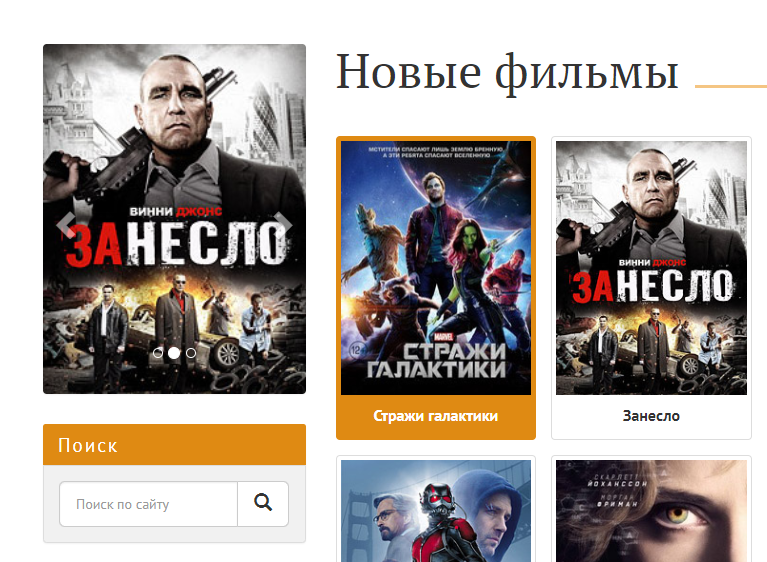 Новые фильмы
ВИННИ ДЖОНС
ЗАНЕСЛО
Поиск
Поиск по сайту
МСТИТЕЛИ СПАСАЮТ ЛИШЬ ЗЕМЛЮ БРЕННУЮ,
А ЭТИ РЕБЯТА СПАСАЮТ ВСЕЛЕННУЮ...
MARVEL
12+
СТРАЖИ
ГАЛАКТИКИ
Стражи галактики
ВИННИ ДЖОНС
ЗАНЕСЛО
Занесло
СКАРЛЕТТ
ЙОХАНССОН
МОРГАН
ФРИМАН